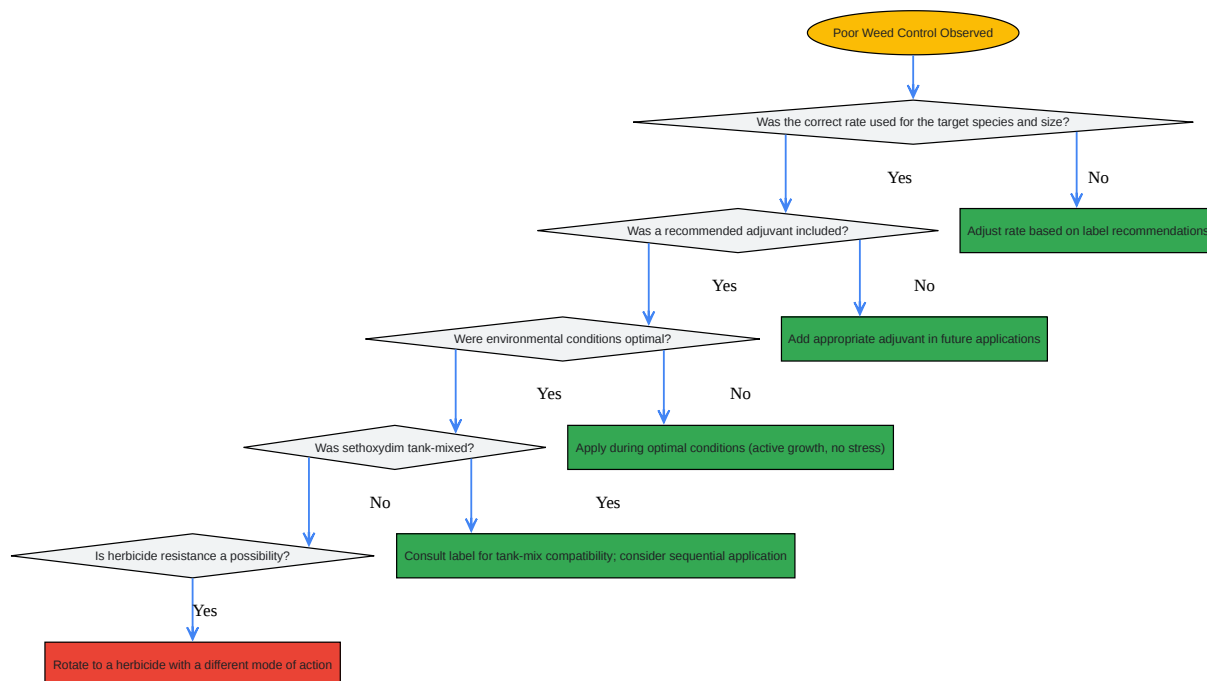 Poor Weed Control Observed
Was the correct rate used for the target species and size?
Yes
No
Was a recommended adjuvant included?
Adjust rate based on label recommendations
Yes
No
Were environmental conditions optimal?
Add appropriate adjuvant in future applications
Yes
No
Was sethoxydim tank-mixed?
Apply during optimal conditions (active growth, no stress)
No
Yes
Is herbicide resistance a possibility?
Consult label for tank-mix compatibility; consider sequential application
Yes
Rotate to a herbicide with a different mode of action